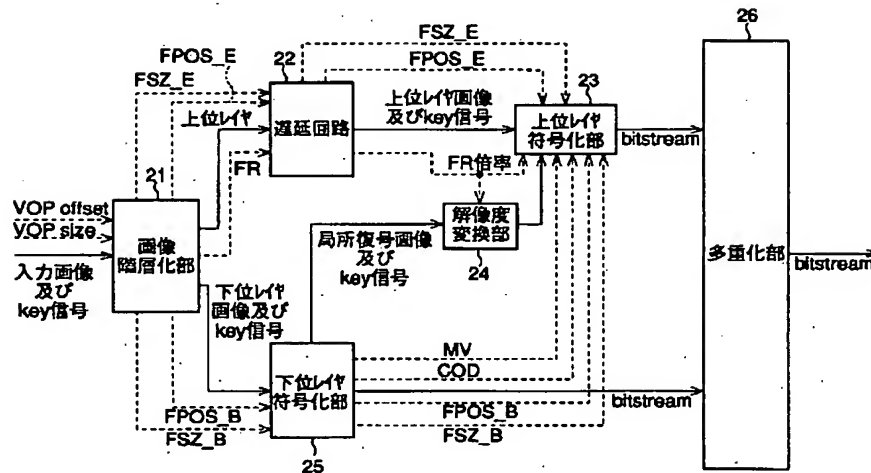 FSZ_E
FPOS_E
26
FPOS_E
FSZ_E
22
遅延回路
上位レイヤ
FR
上位レイヤ画像
及びkey信号
23
上位レイヤ
符号化部
bitstream
FR倍率
21
VOP offset
VOP size
画像
階層化部
入力画像
及び
key信号
解像度
変換部
24
局所復号画像
及び
key信号
多重化部
bitstream
下位レイヤ
画像及び
key信号
MV
COD
下位レイヤ
符号化部
bitstream
FPOS_B
FSZ_B
FPOS_B
FSZ_B
25